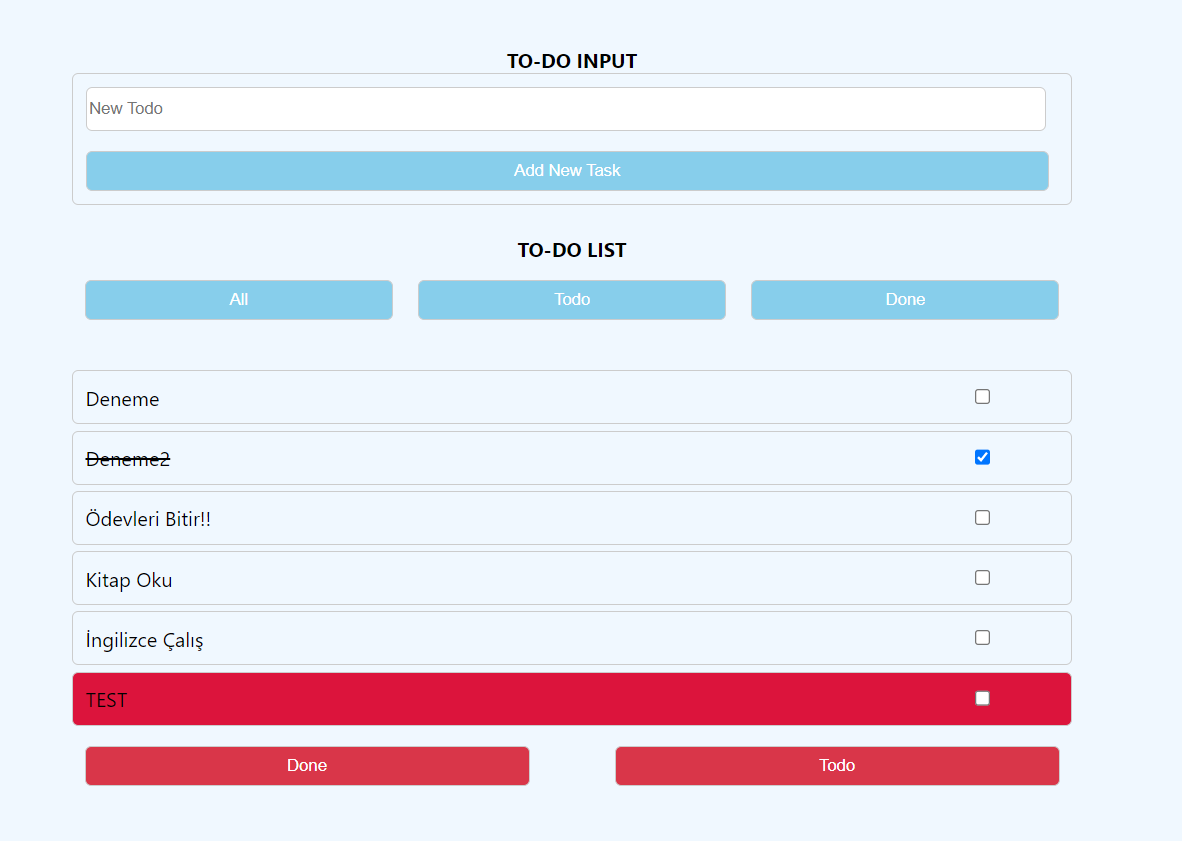 TO-DO INPUT
New Todo
Add New Task
TO-DO LIST
All Todo Done
Deneme
Deneme2
Ödevleri Bitir!!
Kitap Oku
İngilizce Çalış
TEST
Done Todo